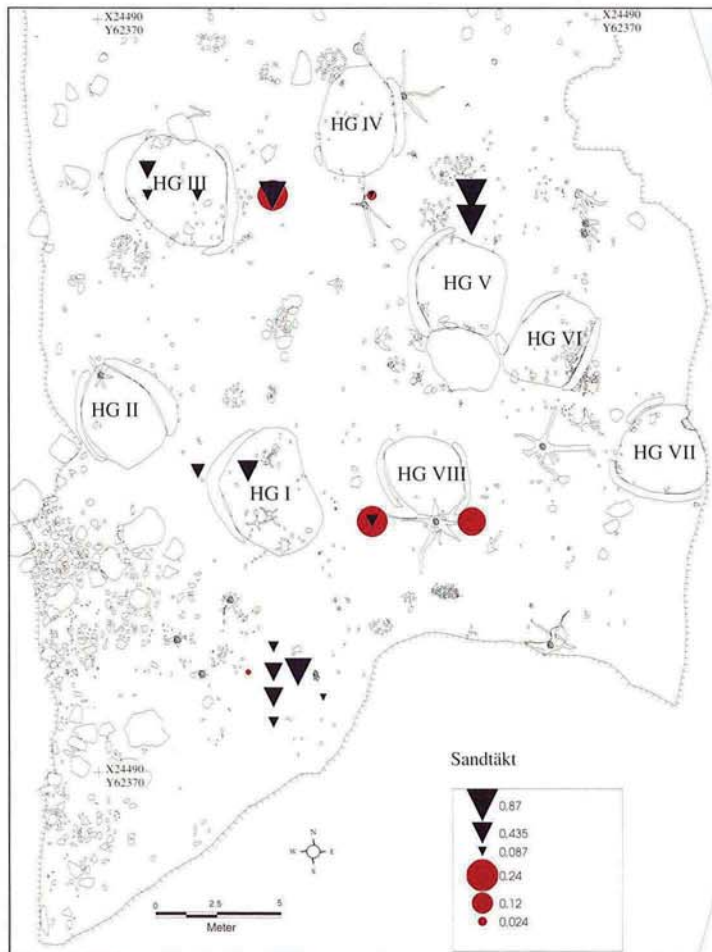 X24490
Y62370
X24490
Y62370
HG IV
HG III
HG V
HG VI
HG II
HG VII
HG VIII
HG I
X24490
Y62370
Sandtäkt
0,87
0,435
0,087
0,24
0,12
0,024
N
W E
S
0 2.5 5
Meter